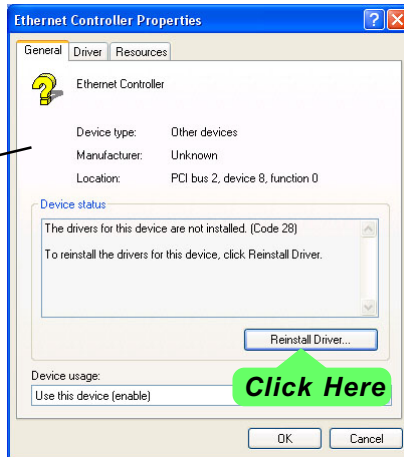 Ethernet Controller Properties
General Driver Resources
Ethernet Controller
Device type: Other devices
Manufacturer: Unknown
Location: PCI bus 2, device 8, function 0
Device status
The drivers for this device are not installed. (Code 28)
To reinstall the drivers for this device, click Reinstall Driver.
Reinstall Driver...
Device usage:
Click Here
Use this device (enable)
OK Cancel